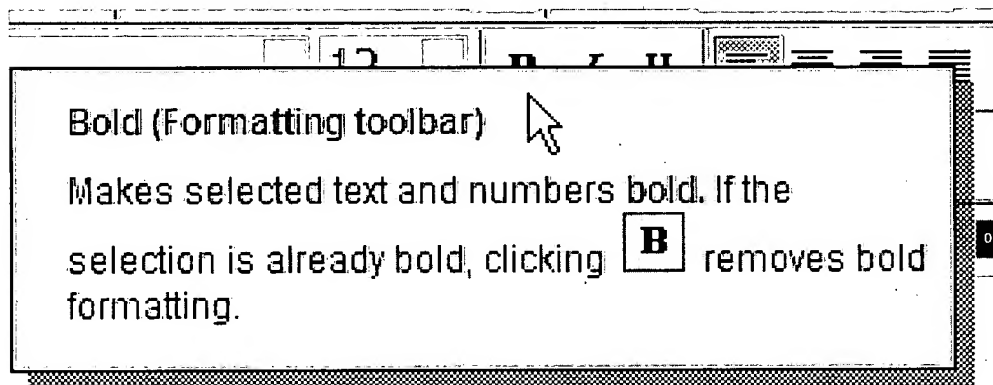 12 B I U
Bold (Formatting toolbar)
Makes selected text and numbers bold. If the
selection is already bold, clicking B removes bold
formatting.